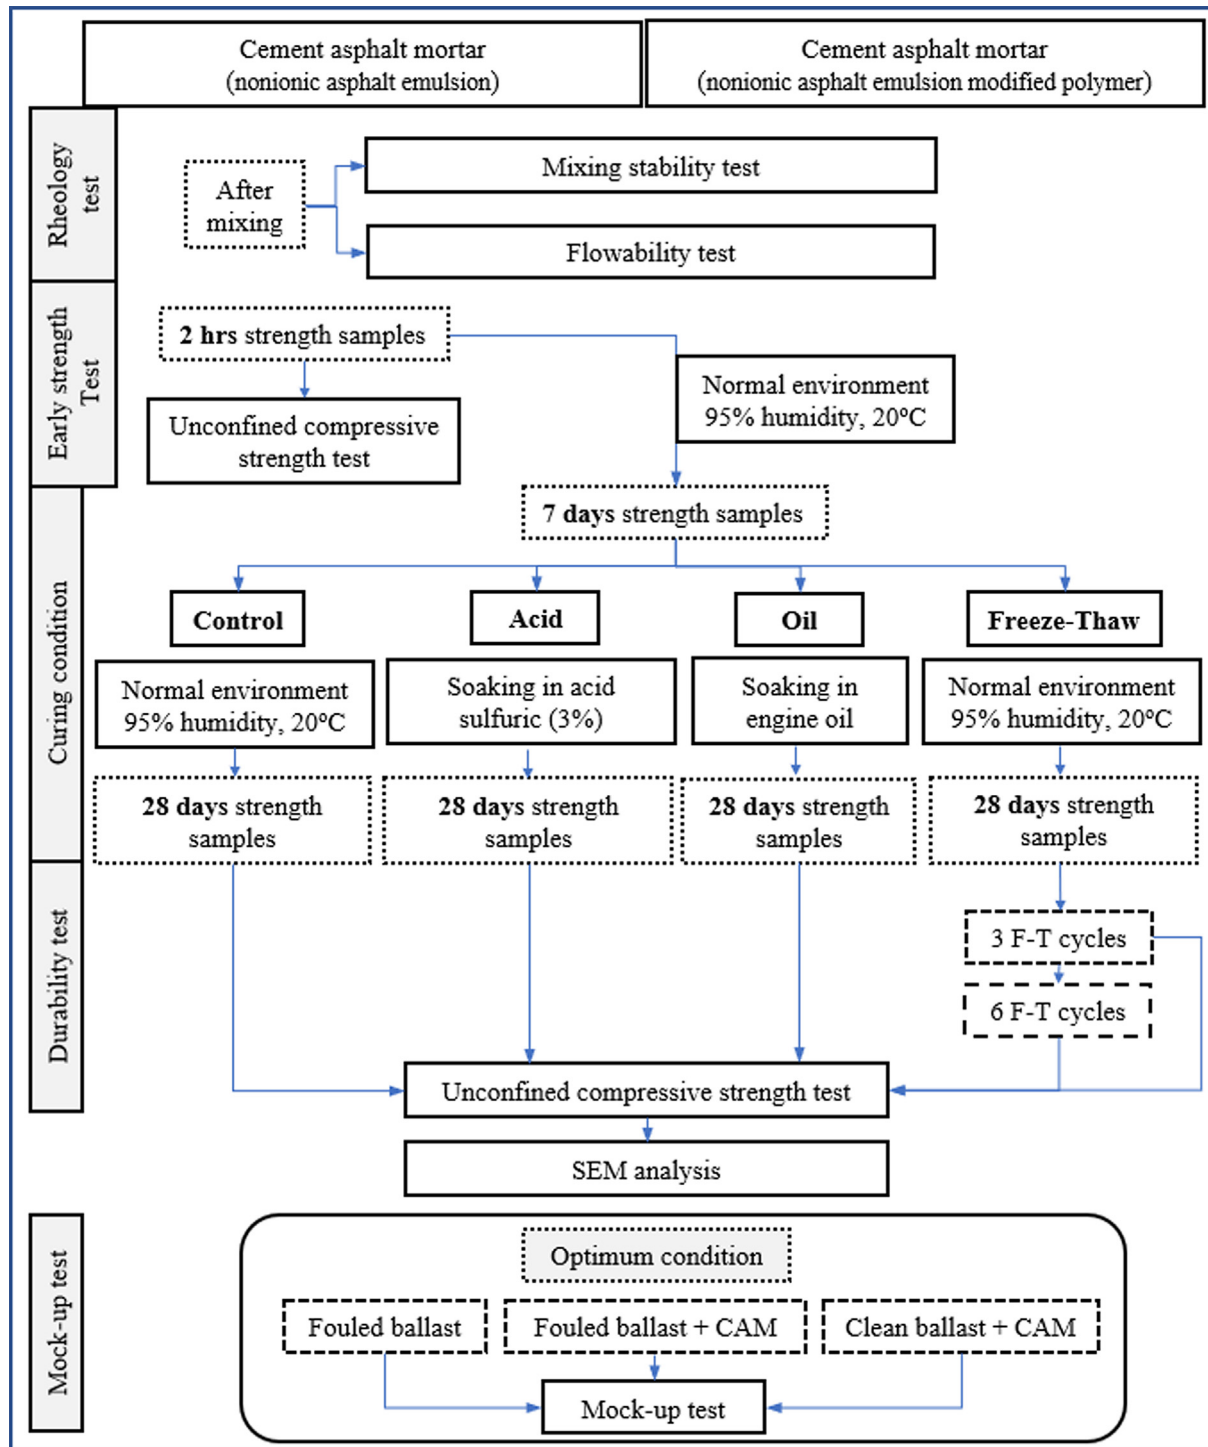 Cement asphalt mortar
(nonionic asphalt emulsion)
Cement asphalt mortar
(nonionic asphalt emulsion modified polymer)
Rheology
test
After
mixing
Mixing stability test
Flowability test
Early strength
Test
2 hrs strength samples
Unconfined compressive
strength test
Normal environment
95% humidity, 20ºC
7 days strength samples
Curing condition
Control
Acid
Oil
Freeze-Thaw
Normal environment
95% humidity, 20ºC
Soaking in acid
sulfuric (3%)
Soaking in
engine oil
Normal environment
95% humidity, 20ºC
28 days strength
samples
28 days strength
samples
28 days strength
samples
28 days strength
samples
Durability test
3 F-T cycles
6 F-T cycles
Unconfined compressive strength test
SEM analysis
Mock-up test
Optimum condition
Fouled ballast
Fouled ballast + CAM
Clean ballast + CAM
Mock-up test